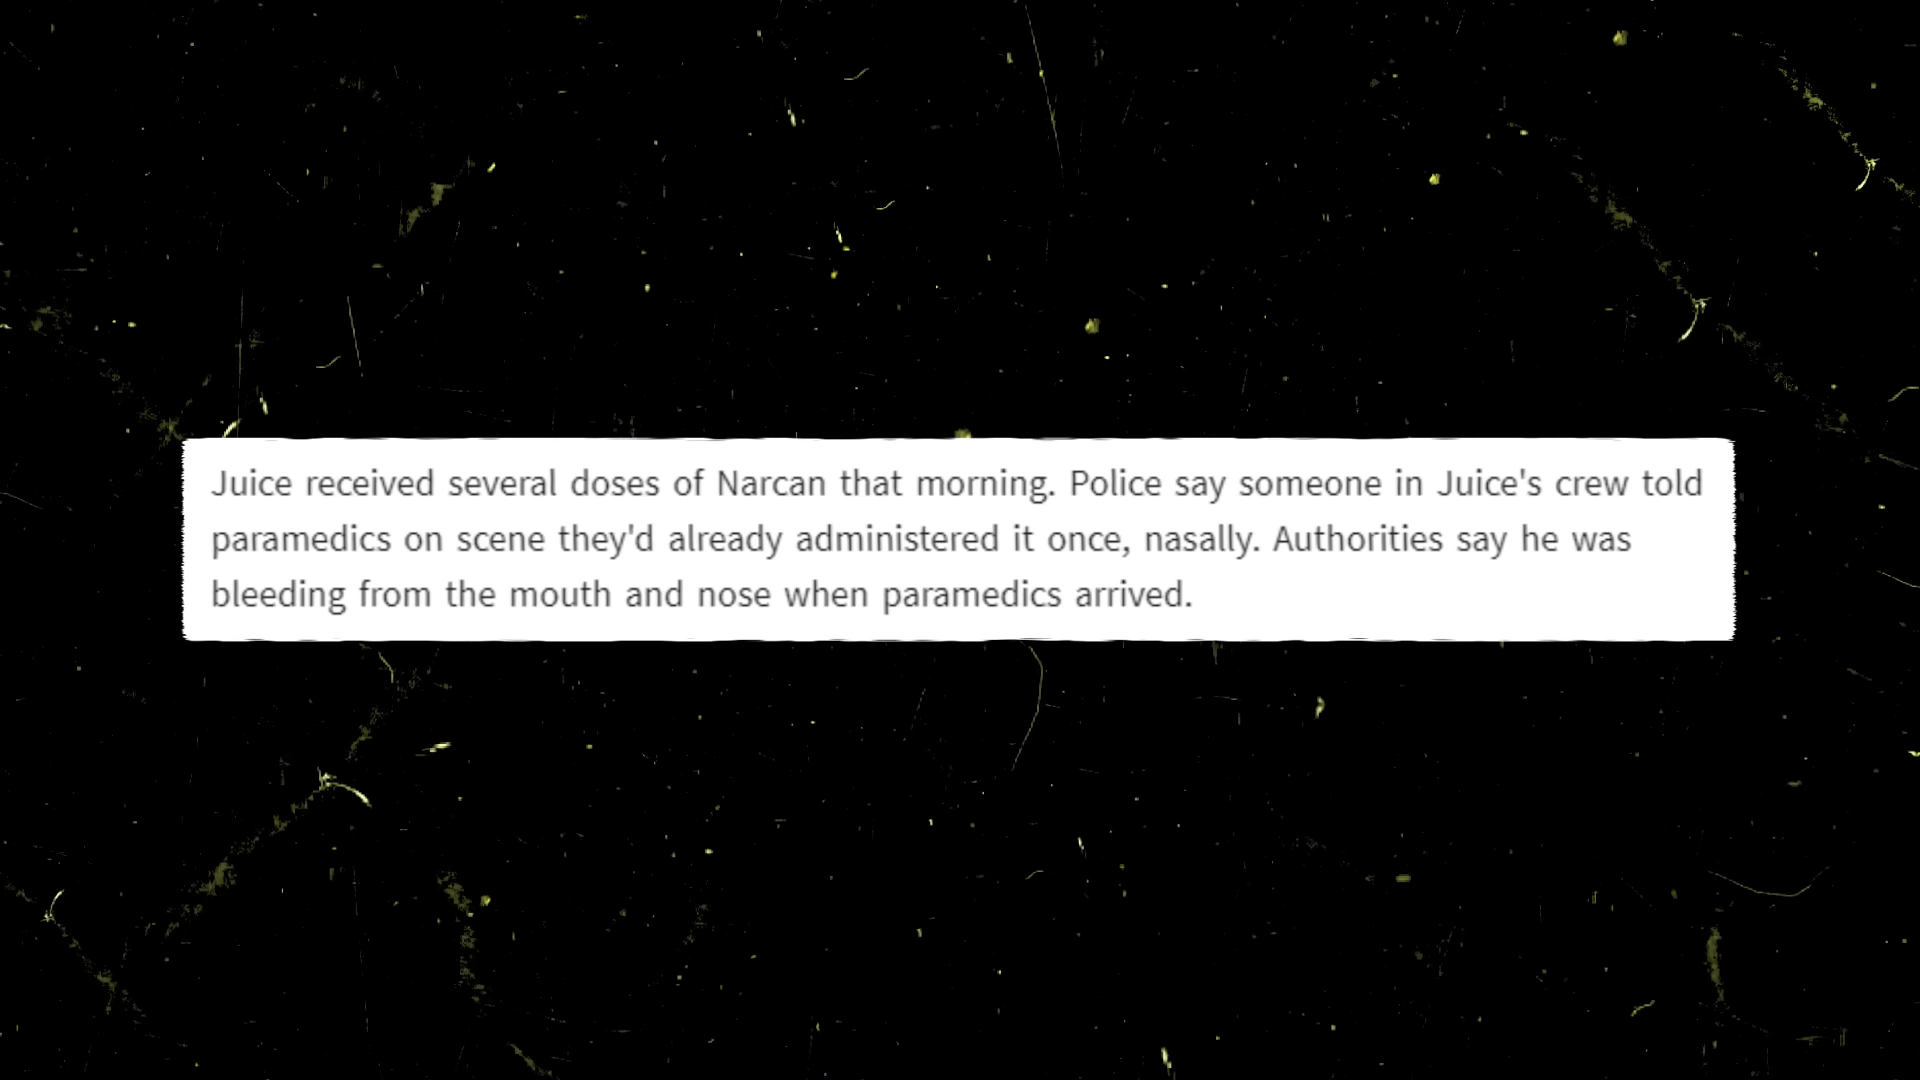 Juice received several doses of Narcan that morning. Police say someone in Juice's crew told
paramedics on scene they'd already administered it once, nasally. Authorities say he was
bleeding from the mouth and nose when paramedics arrived.